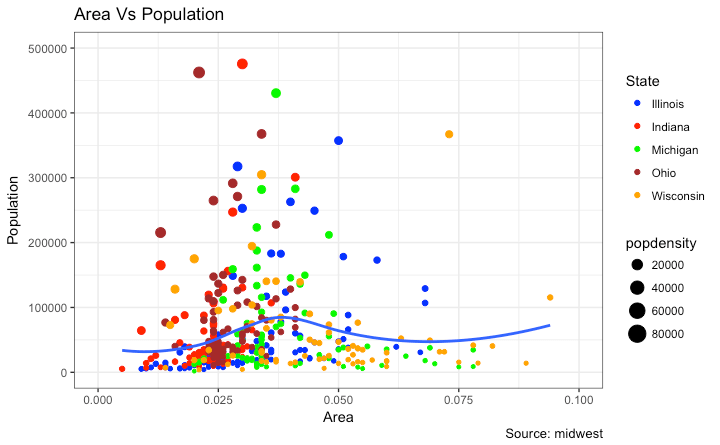 Area Vs Population
Population
500000
400000
300000
200000
100000
0
0.000
0.025
0.050
0.075
0.100
Area
Source: midwest
State
Illinois
Indiana
Michigan
Ohio
Wisconsin
popdensity
20000
40000
60000
80000